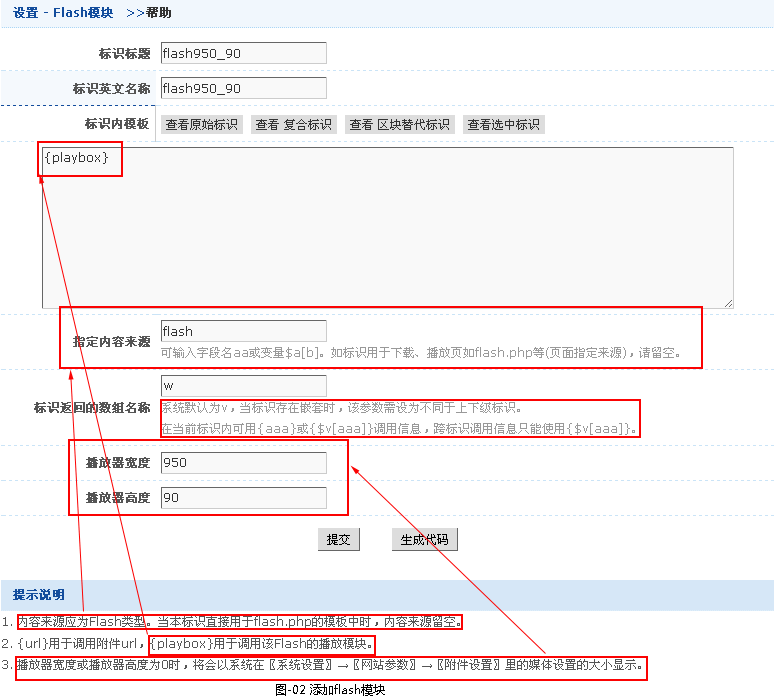 设置 - Flash模块 >>帮助
标识标题 flash950_90
标识英文名称 flash950_90
标识内模板 查看原始标识 查看 复合标识 查看 区块替代标识 查看选中标识
{playbox}
指定内容来源 flash
可输入字段名aa或变量$a[b]。如标识用于下载、播放页如flash.php等(页面指定来源)，请留空。
标识返回的数组名称 w
系统默认为v，当标识存在嵌套时，该参数需设为不同于上下级标识。
在当前标识内可用{aaa}或{$v[aaa]}调用信息，跨标识调用信息只能使用{$v[aaa]}。
播放器宽度 950
播放器高度 90
提交 生成代码
提示说明
1. 内容来源应为Flash类型。当本标识直接用于flash.php的模板中时，内容来源留空。
2. {url}用于调用附件url，{playbox}用于调用该Flash的播放模块。
3. 播放器宽度或播放器高度为0时，将会以系统在〖系统设置〗→〖网站参数〗→〖附件设置〗里的媒体设置的大小显示。
图-02 添加flash模块